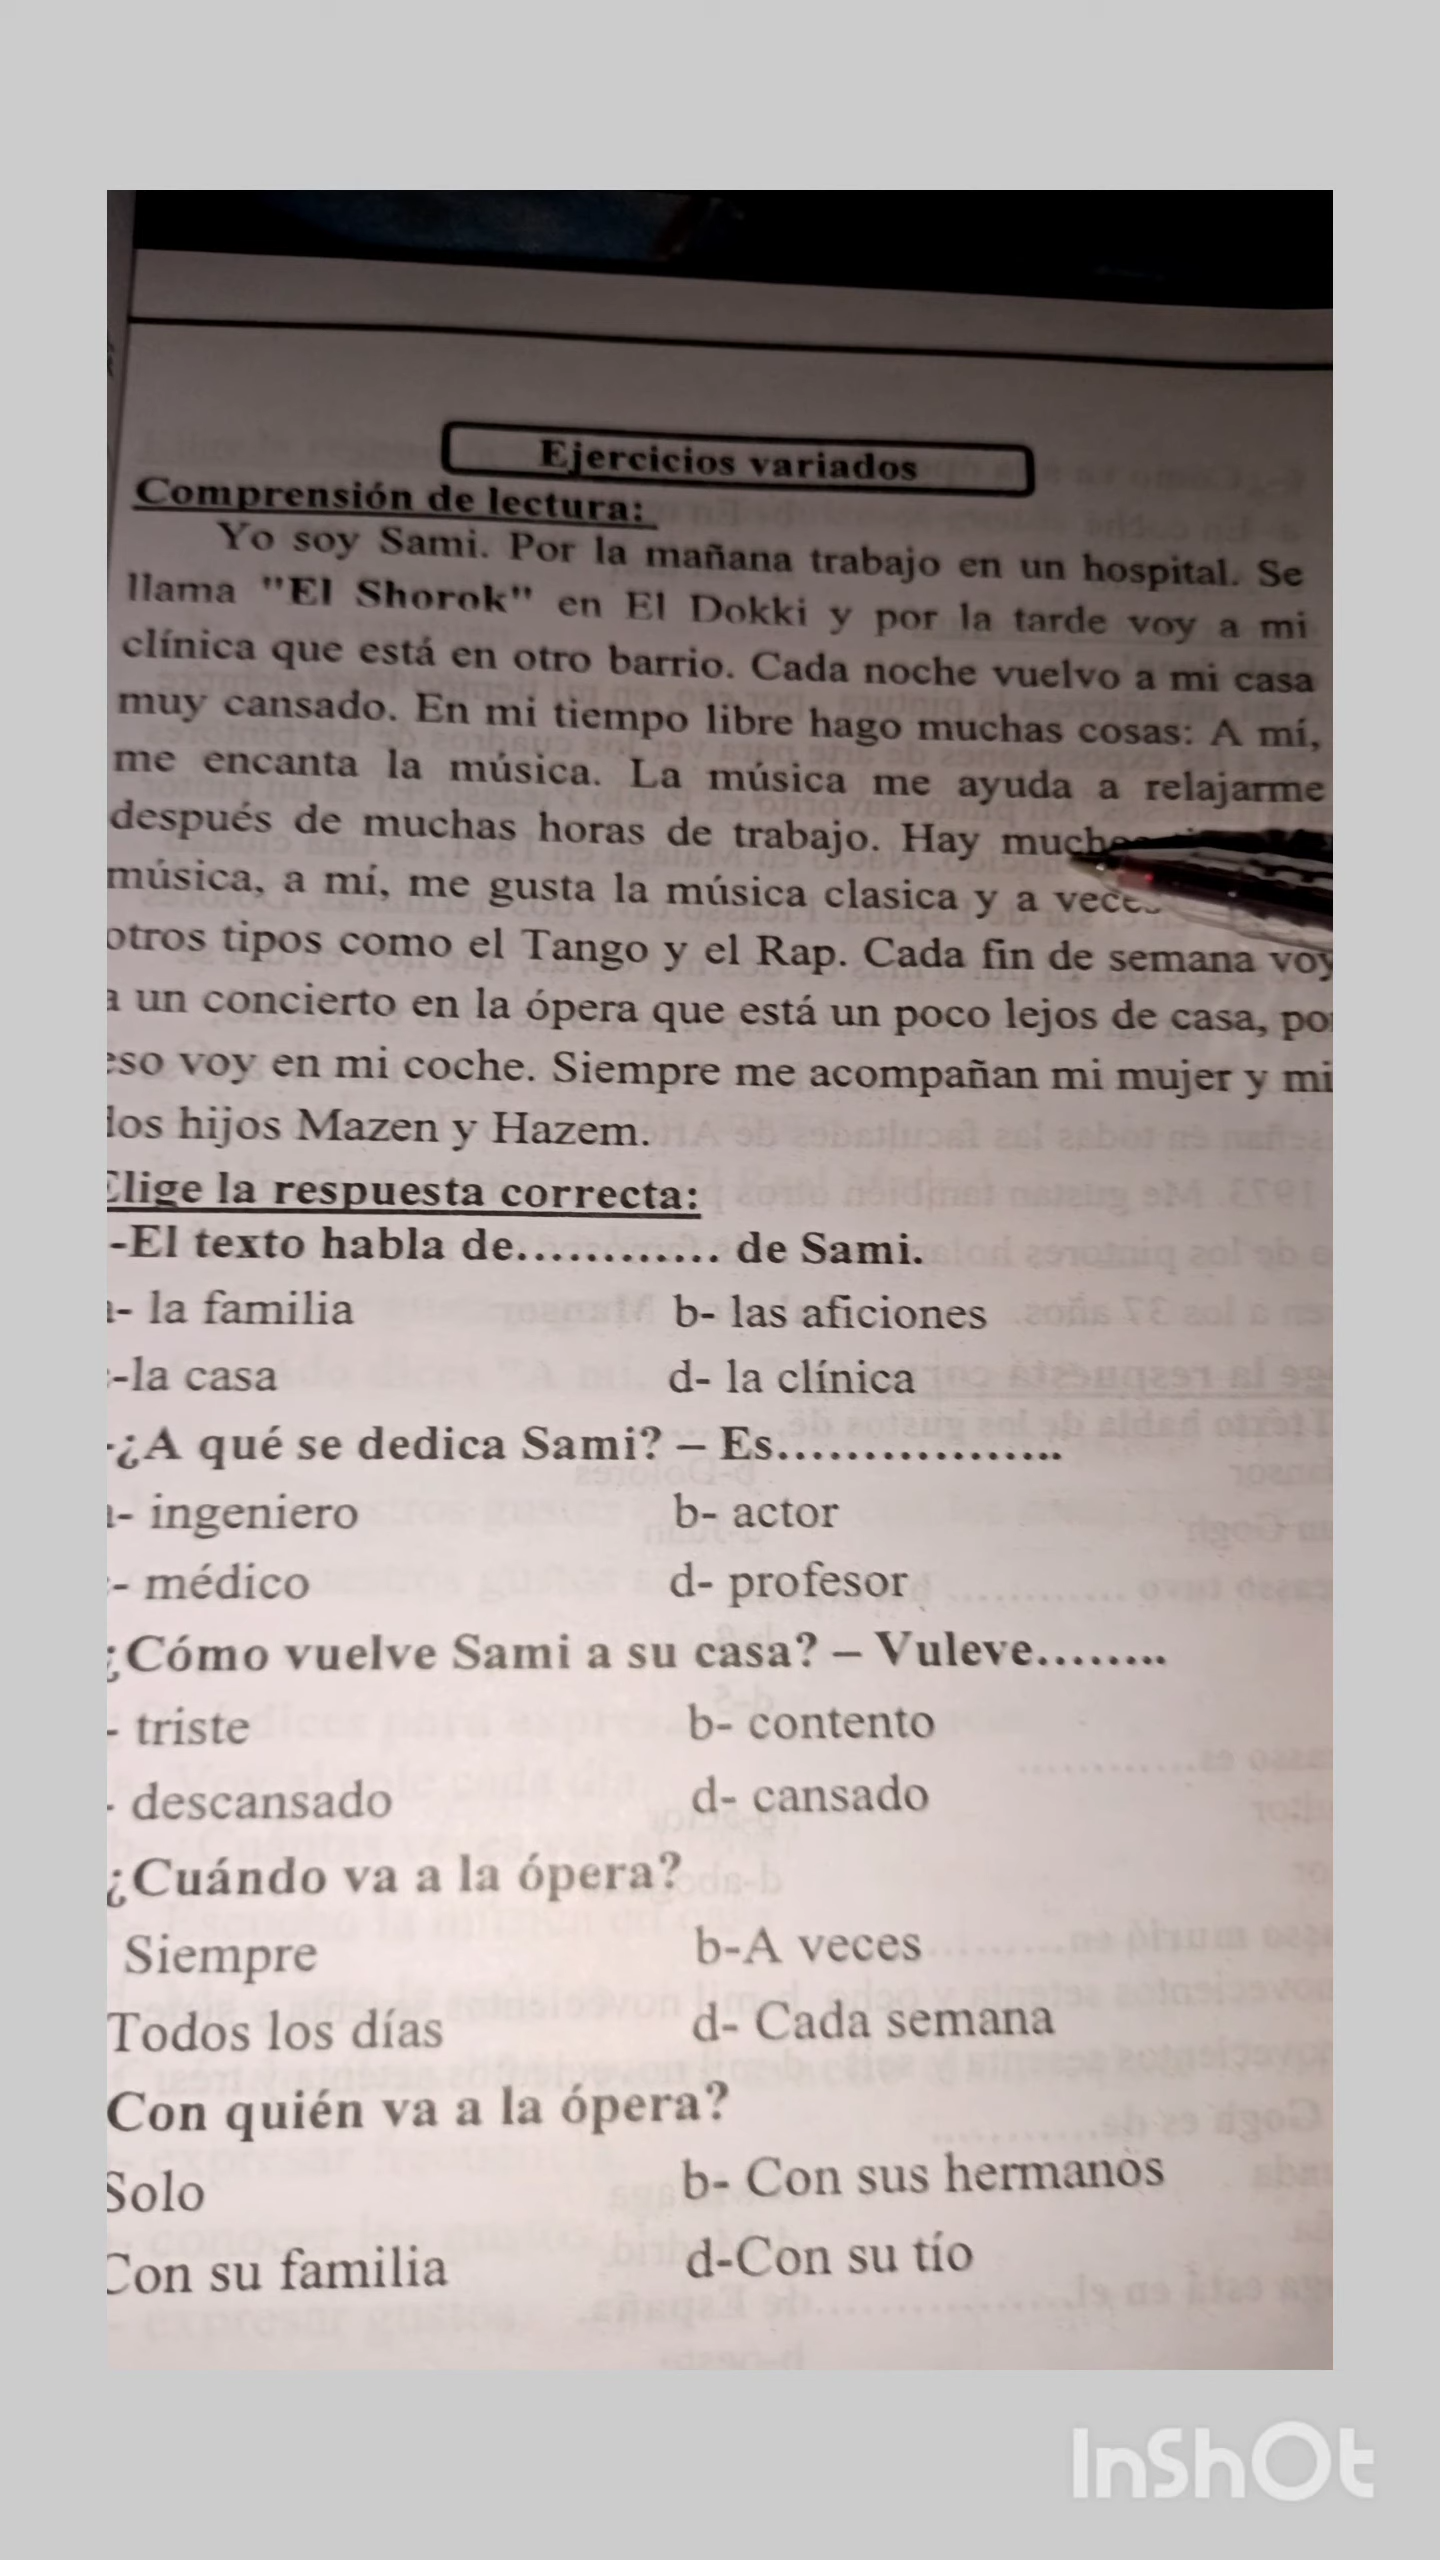 Ejercicios variados
Comprensión de lectura:
Yo soy Sami. Por la mañana trabajo en un hospital. Se
llama "El Shorok" en El Dokki y por la tarde voy a mi
clínica que está en otro barrio. Cada noche vuelvo a mi casa
muy cansado. En mi tiempo libre hago muchas cosas: A mí,
me encanta la música. La música me ayuda a relajarme
después de muchas horas de trabajo. Hay
música, a mí, me gusta la música clasica y a
otros tipos como el Tango y el Rap. Cada fin de semana voy
a un concierto en la ópera que está un poco lejos de casa, por
eso voy en mi coche. Siempre me acompañan mi mujer y mi
dos hijos Mazen y Hazem.
Elige la respuesta correcta:
-El texto habla de............ de Sami.
- la familia b- las aficiones
-la casa d- la clínica
-¿A qué se dedica Sami? – Es.................
- ingeniero b- actor
- médico d- profesor
¿Cómo vuelve Sami a su casa? – Vuleve........
- triste b- contento
- descansado d- cansado
¿Cuándo va a la ópera?
Siempre b-A veces
Todos los días d- Cada semana
Con quién va a la ópera?
Solo b- Con sus hermanos
Con su familia d-Con su tío
InShOt